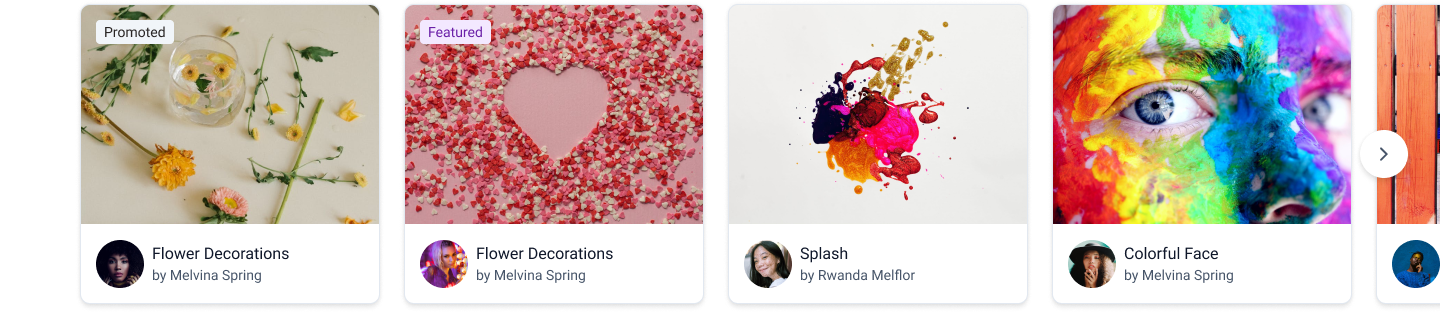 Promoted
Flower Decorations
by Melvina Spring
Featured
Flower Decorations
by Melvina Spring
Splash
by Rwanda Melflor
Colorful Face
by Melvina Spring